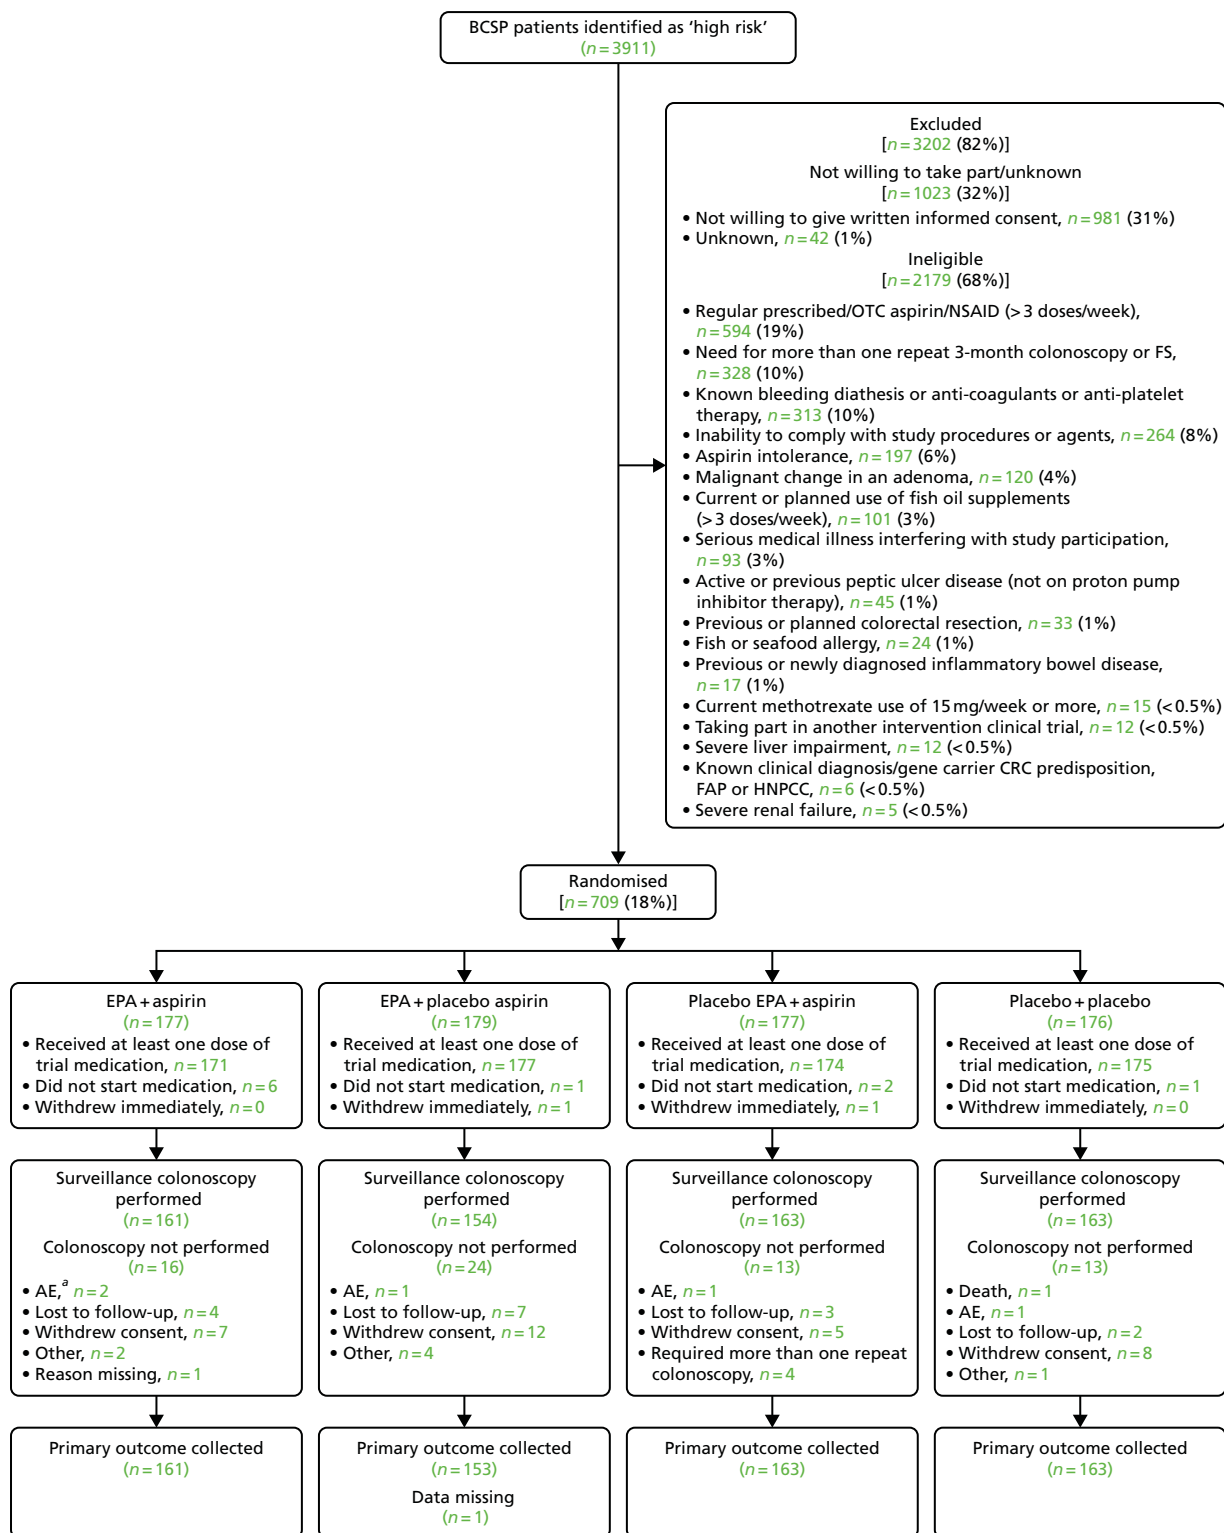 BCSP patients identified as ‘high risk’
(n=3911)
Excluded
[n=3202 (82%)]
Not willing to take part/unknown
[n=1023 (32%)]
• Not willing to give written informed consent, n=981 (31%)
• Unknown, n=42 (1%)
Ineligible
[n=2179 (68%)]
• Regular prescribed/OTC aspirin/NSAID (>3 doses/week),
n=594 (19%)
• Need for more than one repeat 3-month colonoscopy or FS,
n=328 (10%)
• Known bleeding diathesis or anti-coagulants or anti-platelet
therapy, n=313 (10%)
• Inability to comply with study procedures or agents, n=264 (8%)
• Aspirin intolerance, n=197 (6%)
• Malignant change in an adenoma, n=120 (4%)
• Current or planned use of fish oil supplements
(>3 doses/week), n=101 (3%)
• Serious medical illness interfering with study participation,
n=93 (3%)
• Active or previous peptic ulcer disease (not on proton pump
inhibitor therapy), n=45 (1%)
• Previous or planned colorectal resection, n=33 (1%)
• Fish or seafood allergy, n=24 (1%)
• Previous or newly diagnosed inflammatory bowel disease,
n=17 (1%)
• Current methotrexate use of 15 mg/week or more, n=15 (<0.5%)
• Taking part in another intervention clinical trial, n=12 (<0.5%)
• Severe liver impairment, n=12 (<0.5%)
• Known clinical diagnosis/gene carrier CRC predisposition,
FAP or HNPCC, n=6 (<0.5%)
• Severe renal failure, n=5 (<0.5%)
Randomised
[n=709 (18%)]
EPA+aspirin
(n=177)
• Received at least one dose of
trial medication, n=171
• Did not start medication, n=6
• Withdrew immediately, n=0
EPA+placebo aspirin
(n=179)
• Received at least one dose of
trial medication, n=177
• Did not start medication, n=1
• Withdrew immediately, n=1
Placebo EPA+aspirin
(n=177)
• Received at least one dose of
trial medication, n=174
• Did not start medication, n=2
• Withdrew immediately, n=1
Placebo+placebo
(n=176)
• Received at least one dose of
trial medication, n=175
• Did not start medication, n=1
• Withdrew immediately, n=0
Surveillance colonoscopy
performed
(n=161)
Colonoscopy not performed
(n=16)
• AE,a n=2
• Lost to follow-up, n=4
• Withdrew consent, n=7
• Other, n=2
• Reason missing, n=1
Surveillance colonoscopy
performed
(n=154)
Colonoscopy not performed
(n=24)
• AE, n=1
• Lost to follow-up, n=7
• Withdrew consent, n=12
• Other, n=4
Surveillance colonoscopy
performed
(n=163)
Colonoscopy not performed
(n=13)
• AE, n=1
• Lost to follow-up, n=3
• Withdrew consent, n=5
• Required more than one repeat
colonoscopy, n=4
Surveillance colonoscopy
performed
(n=163)
Colonoscopy not performed
(n=13)
• Death, n=1
• AE, n=1
• Lost to follow-up, n=2
• Withdrew consent, n=8
• Other, n=1
Primary outcome collected
(n=161)
Primary outcome collected
(n=153)
Data missing
(n=1)
Primary outcome collected
(n=163)
Primary outcome collected
(n=163)